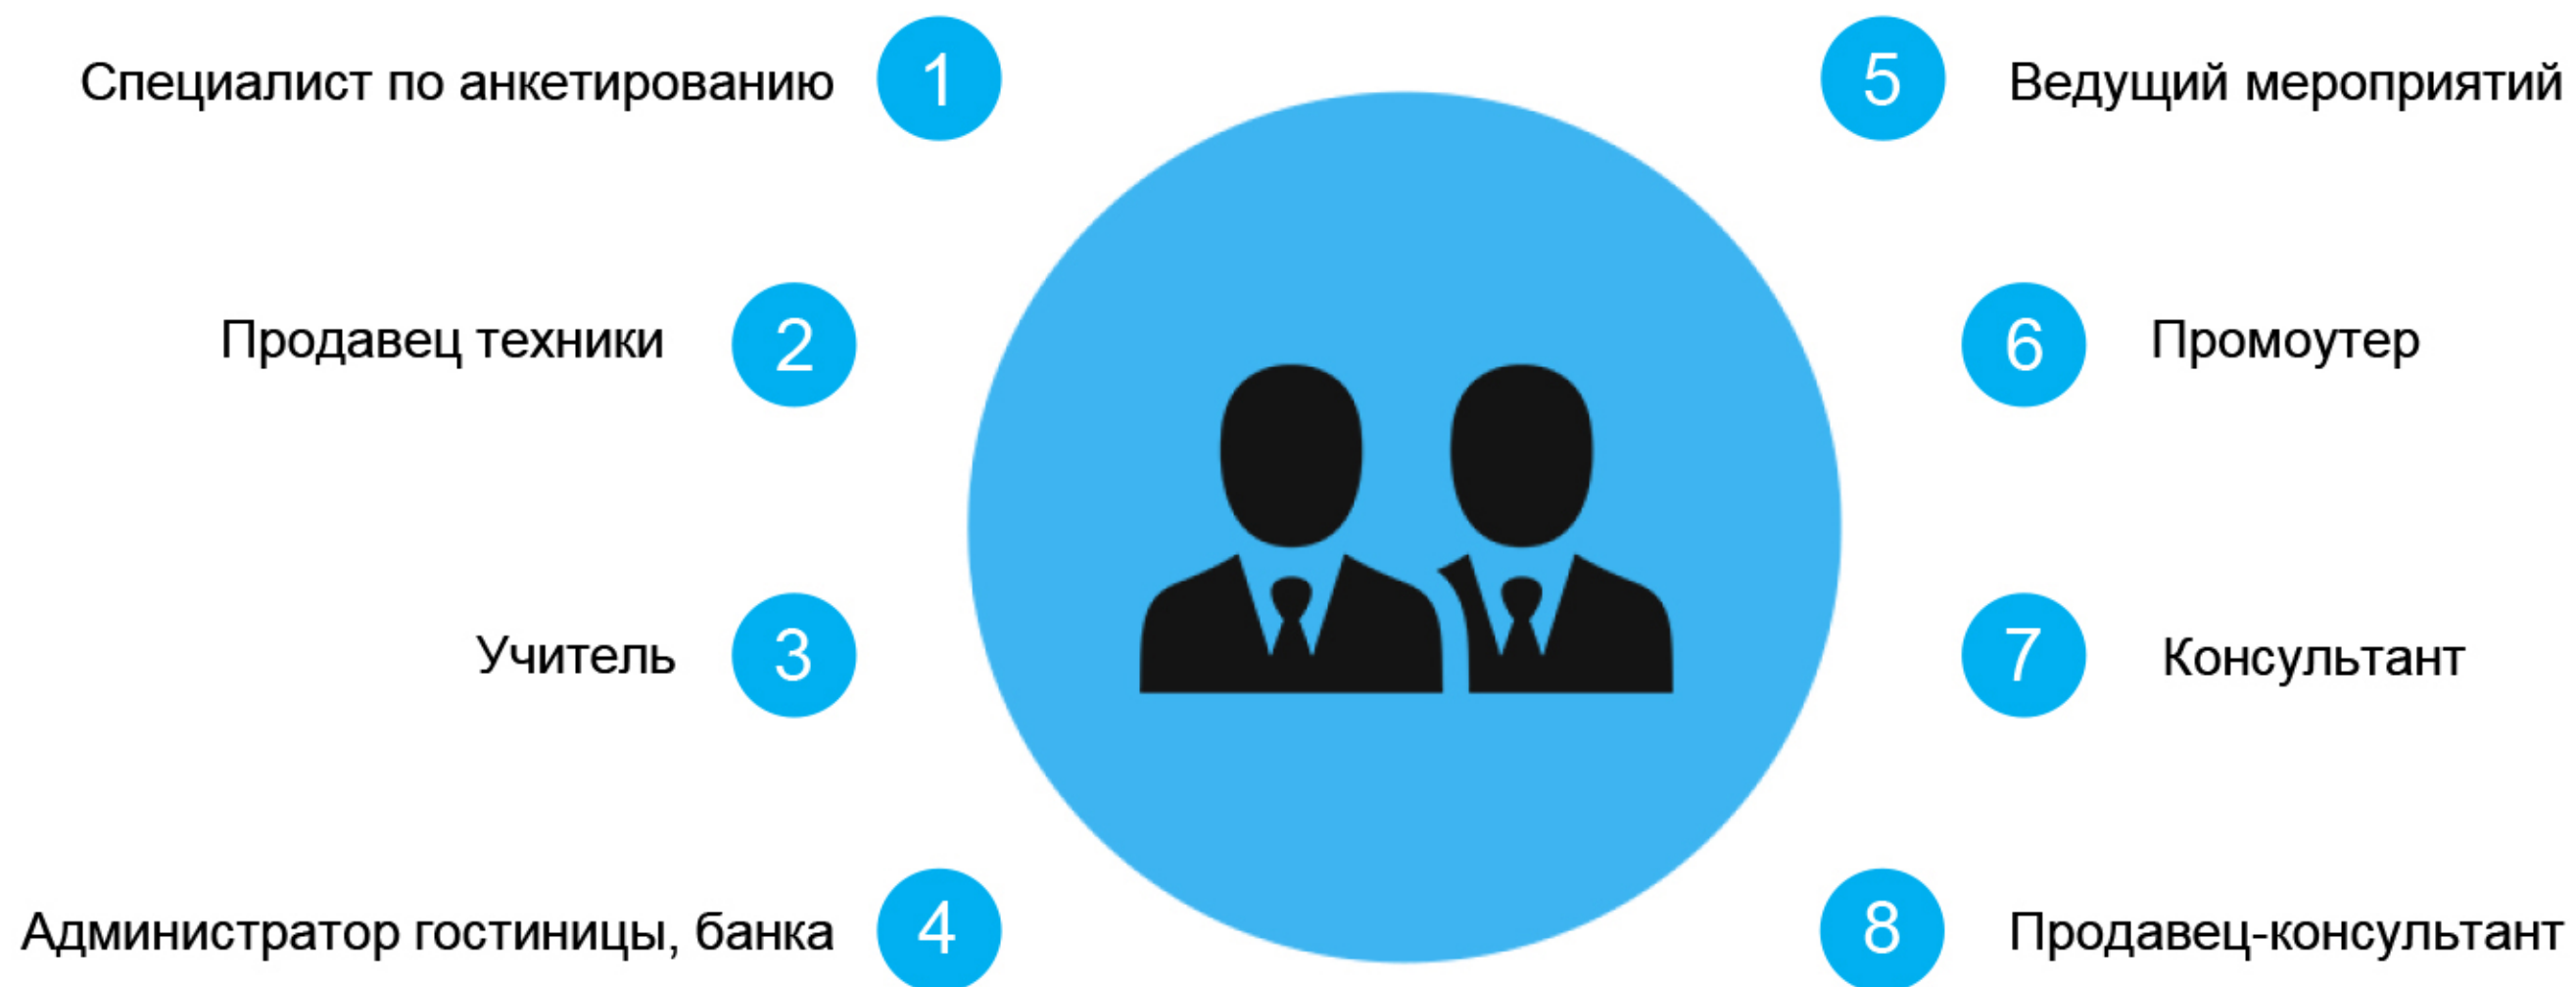 1
Специалист по анкетированию
2
Продавец техники
3
Учитель
4
Администратор гостиницы, банка
5
Ведущий мероприятий
6
Промоутер
7
Консультант
8
Продавец-консультант